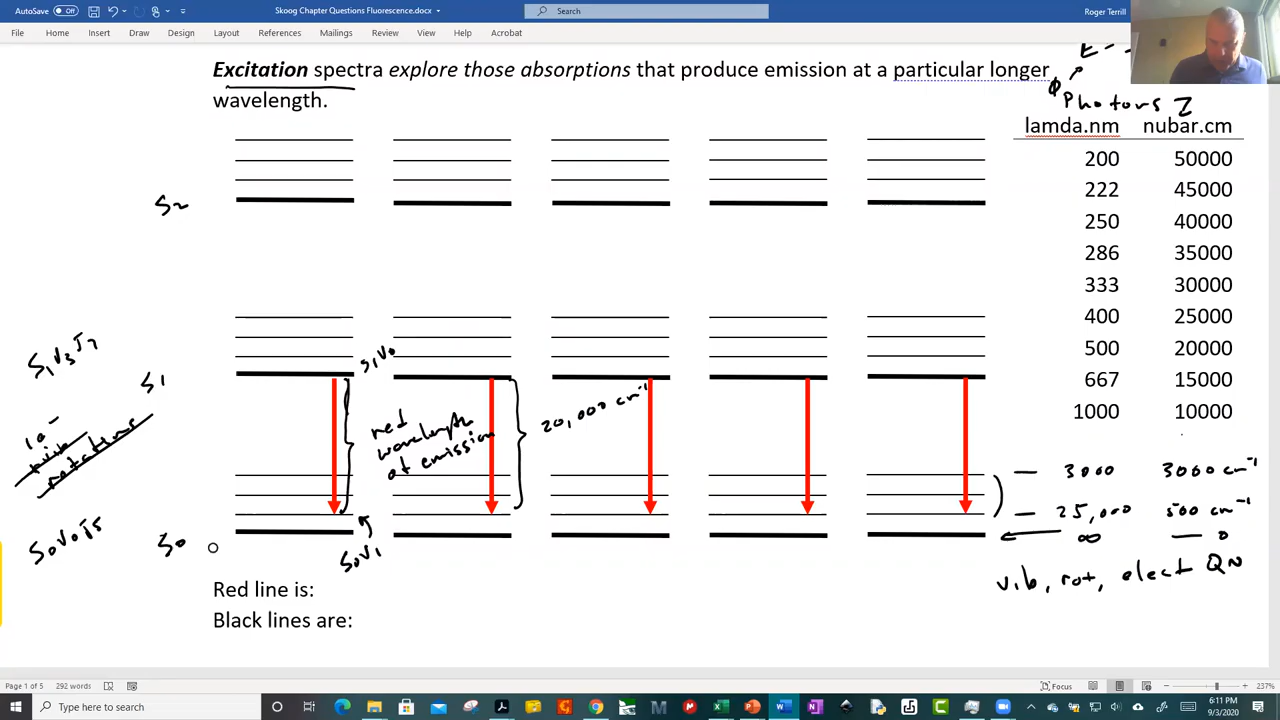 Skoog Chapter Questions Fluorescence.docx
Search
Roger Terrill
File Home Insert Draw Design Layout References Mailings Review View Help Acrobat
Excitation spectra explore those absorptions that produce emission at a particular longer
wavelength.
Photons
lamda.nm nubar.cm
200 50000
222 45000
250 40000
286 35000
333 30000
400 25000
500 20000
667 15000
1000 10000
3000 3000 cm⁻¹
25,000 500 cm⁻¹
∞ 0
vib, rot, elect QN
S2
S1V3J7
S1
S1V0
red
wavelength
of emission
20,000 cm⁻¹
rotations
S0V0J5
S0
S0V1
Red line is:
Black lines are:
Page 1 of 5 292 words
Focus
237%
Type here to search
6:11 PM
9/3/2020